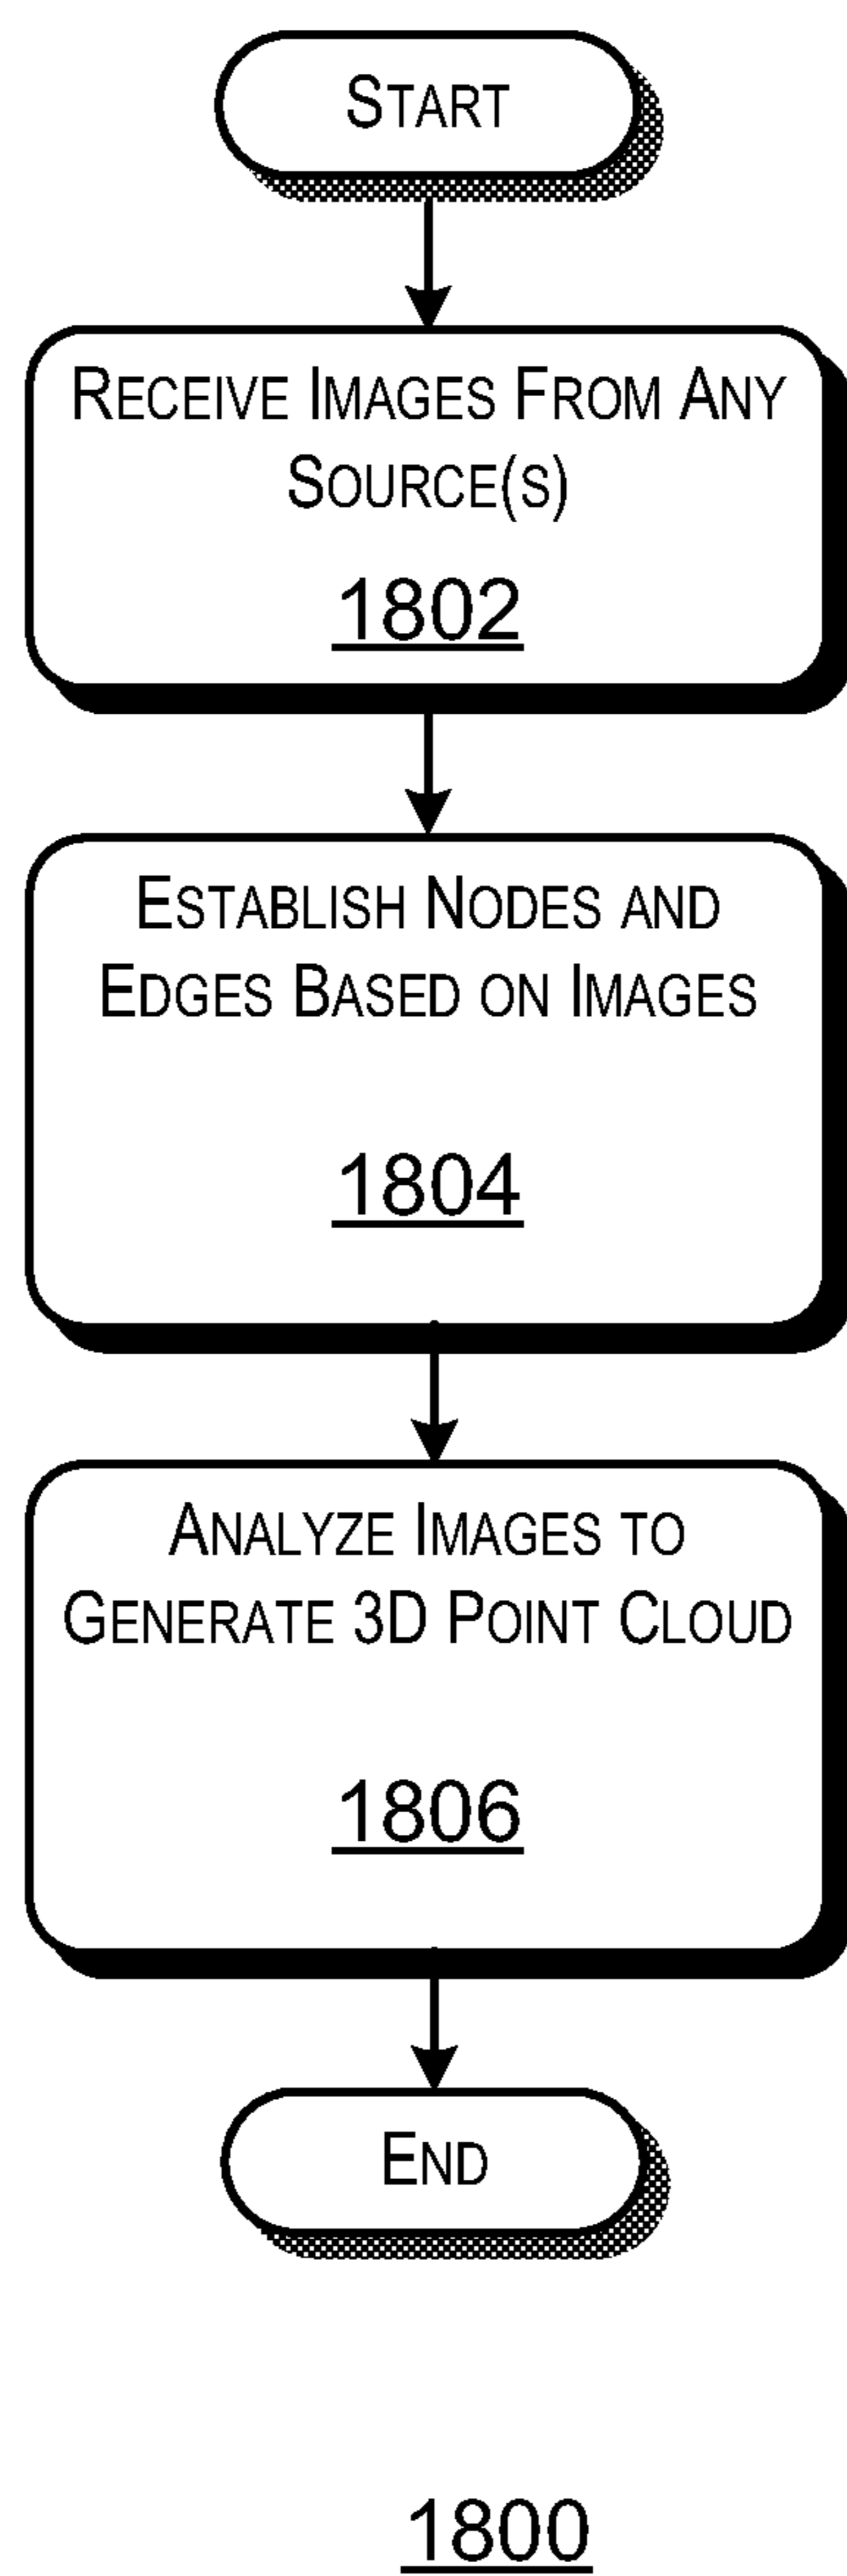 START
RECEIVE IMAGES FROM ANY
SOURCE(S)
1802
ESTABLISH NODES AND
EDGES BASED ON IMAGES
1804
ANALYZE IMAGES TO
GENERATE 3D POINT CLOUD
1806
END
1800